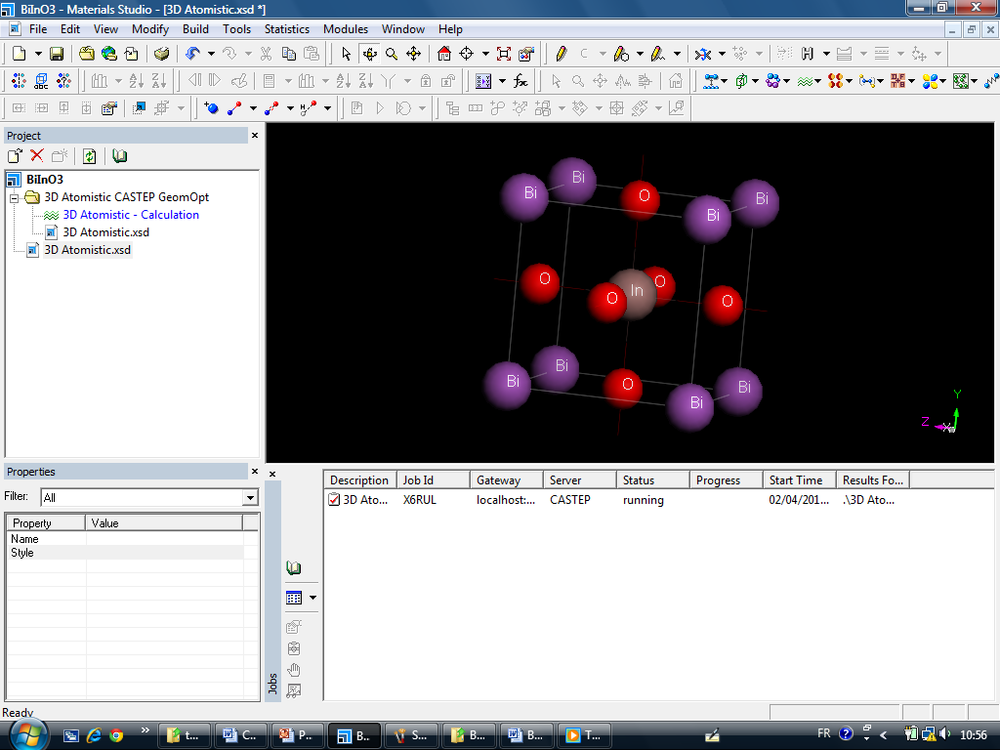 BiInO3 - Materials Studio - [3D Atomistic.xsd *]
File Edit View Modify Build Tools Statistics Modules Window Help
Project
BiInO3
3D Atomistic CASTEP GeomOpt
3D Atomistic - Calculation
3D Atomistic.xsd
3D Atomistic.xsd
Bi
Bi
O
Bi
Bi
O
O
O
In
O
Bi
Bi
O
Bi
Bi
Y
Z
X
Properties
Filter: All
Property Value
Name
Style
Jobs
Description Job Id Gateway Server Status Progress Start Time Results Fo...
3D Ato... X6RUL localhost:... CASTEP running 02/04/201... .\3D Ato...
Ready
t... C... P... B... S... B... B... T...
FR
10:56